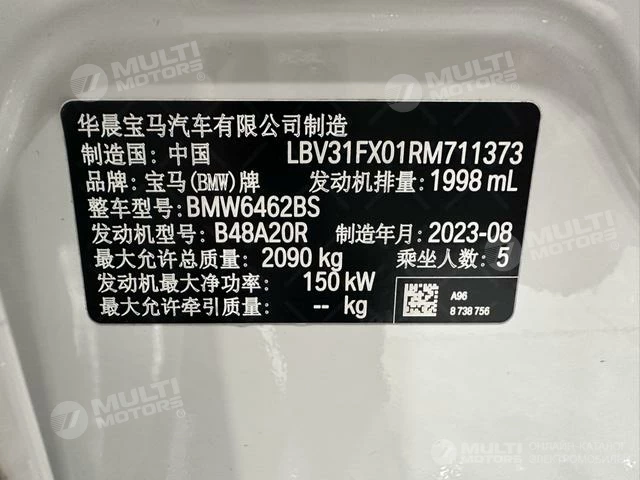 华晨宝马汽车有限公司制造
制造国: 中国 LBV31FX01RM711373
品牌: 宝马(BMW)牌 发动机排量: 1998 mL
整车型号: BMW6462BS
发动机型号: B48A20R 制造年月: 2023-08
最大允许总质量: 2090 kg 乘坐人数: 5
发动机最大净功率: 150 kW
最大允许牵引质量: -- kg
A96
8 738 756
MULTI MOTORS
MULTI MOTORS
MULTI MOTORS
MULTI MOTORS
ОНЛАЙН-КАТАЛОГ
ЭЛЕКТРОМОБИЛЕЙ